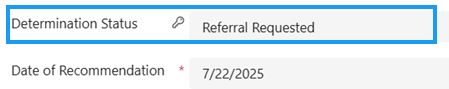 Determination Status Referral Requested
Date of Recommendation * 7/22/2025